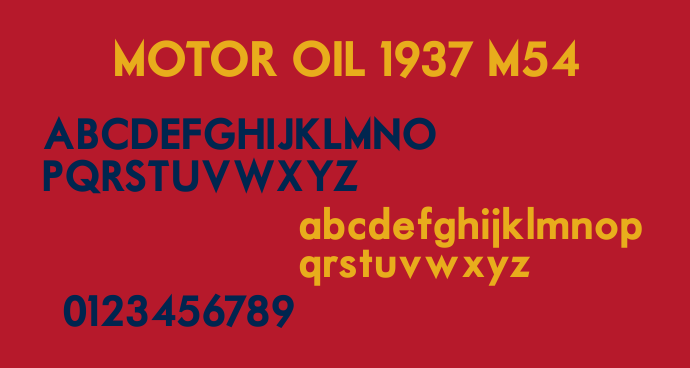 MOTOR OIL 1937 M54
ABCDEFGHIJKLMNO
PQRSTUVWXYZ
abcdefghijklmnop
qrstuvwxyz
0123456789